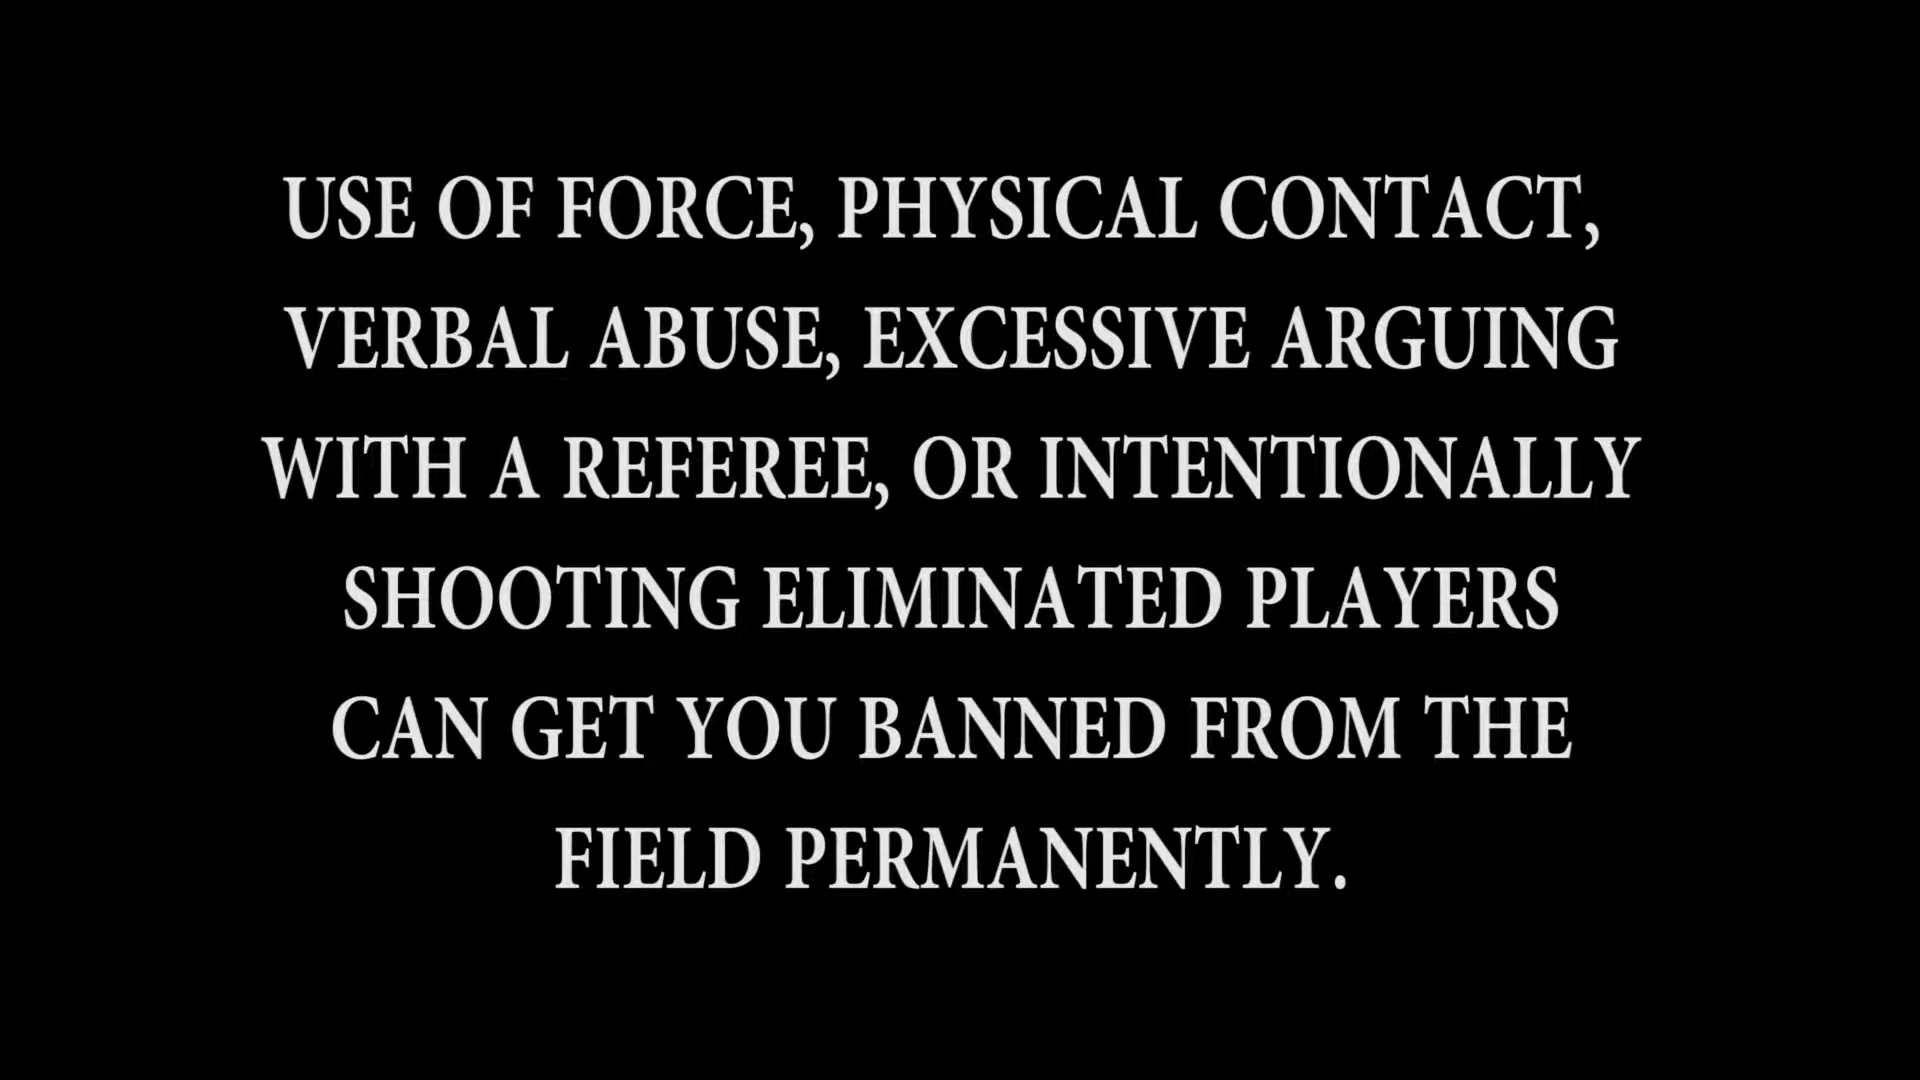 USE OF FORCE, PHYSICAL CONTACT,
VERBAL ABUSE, EXCESSIVE ARGUING
WITH A REFEREE, OR INTENTIONALLY
SHOOTING ELIMINATED PLAYERS
CAN GET YOU BANNED FROM THE
FIELD PERMANENTLY.